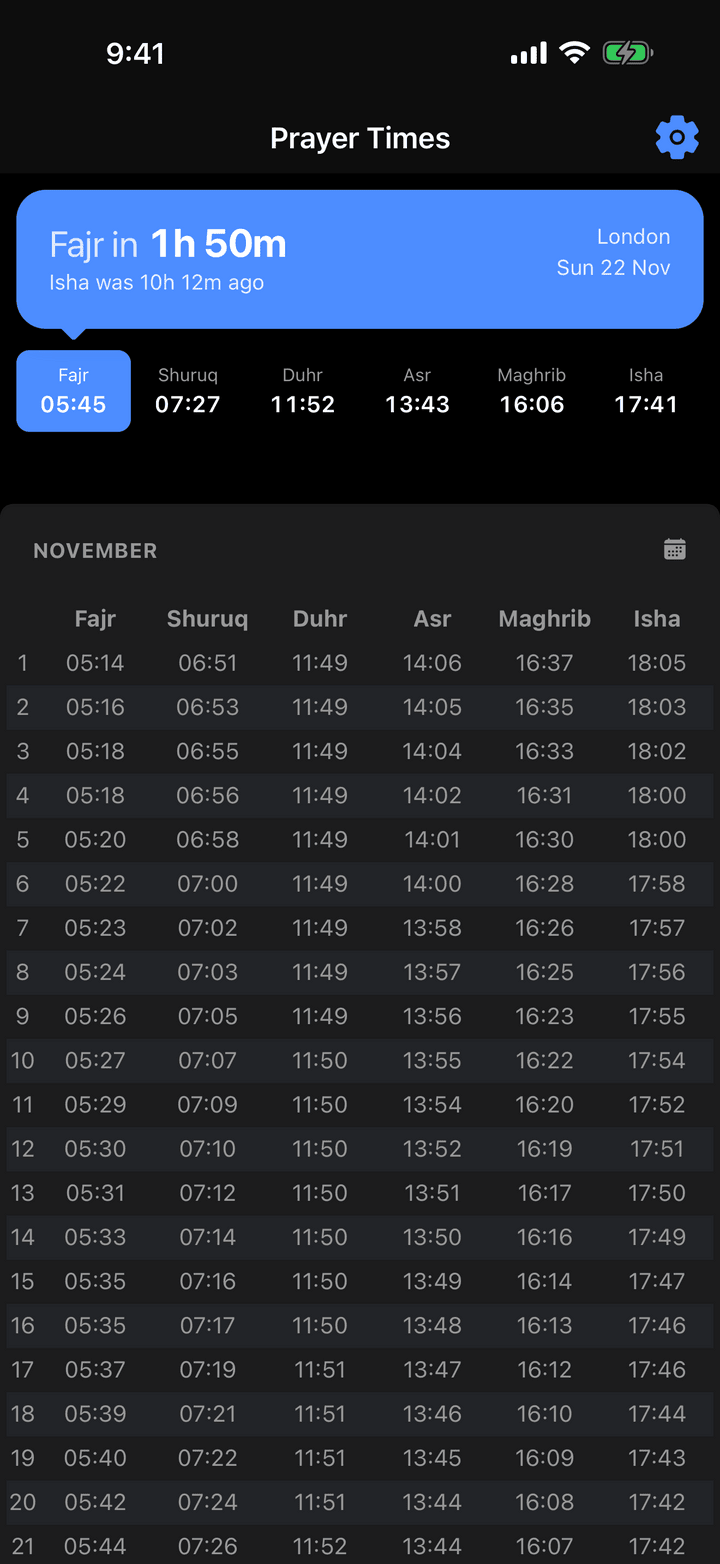 9:41
Prayer Times
Fajr in 1h 50m
Isha was 10h 12m ago
London
Sun 22 Nov
Fajr Shuruq Duhr Asr Maghrib Isha
05:45 07:27 11:52 13:43 16:06 17:41
NOVEMBER
Fajr Shuruq Duhr Asr Maghrib Isha
1 05:14 06:51 11:49 14:06 16:37 18:05
2 05:16 06:53 11:49 14:05 16:35 18:03
3 05:18 06:55 11:49 14:04 16:33 18:02
4 05:18 06:56 11:49 14:02 16:31 18:00
5 05:20 06:58 11:49 14:01 16:30 18:00
6 05:22 07:00 11:49 14:00 16:28 17:58
7 05:23 07:02 11:49 13:58 16:26 17:57
8 05:24 07:03 11:49 13:57 16:25 17:56
9 05:26 07:05 11:49 13:56 16:23 17:55
10 05:27 07:07 11:50 13:55 16:22 17:54
11 05:29 07:09 11:50 13:54 16:20 17:52
12 05:30 07:10 11:50 13:52 16:19 17:51
13 05:31 07:12 11:50 13:51 16:17 17:50
14 05:33 07:14 11:50 13:50 16:16 17:49
15 05:35 07:16 11:50 13:49 16:14 17:47
16 05:35 07:17 11:50 13:48 16:13 17:46
17 05:37 07:19 11:51 13:47 16:12 17:46
18 05:39 07:21 11:51 13:46 16:10 17:44
19 05:40 07:22 11:51 13:45 16:09 17:43
20 05:42 07:24 11:51 13:44 16:08 17:42
21 05:44 07:26 11:52 13:44 16:07 17:42